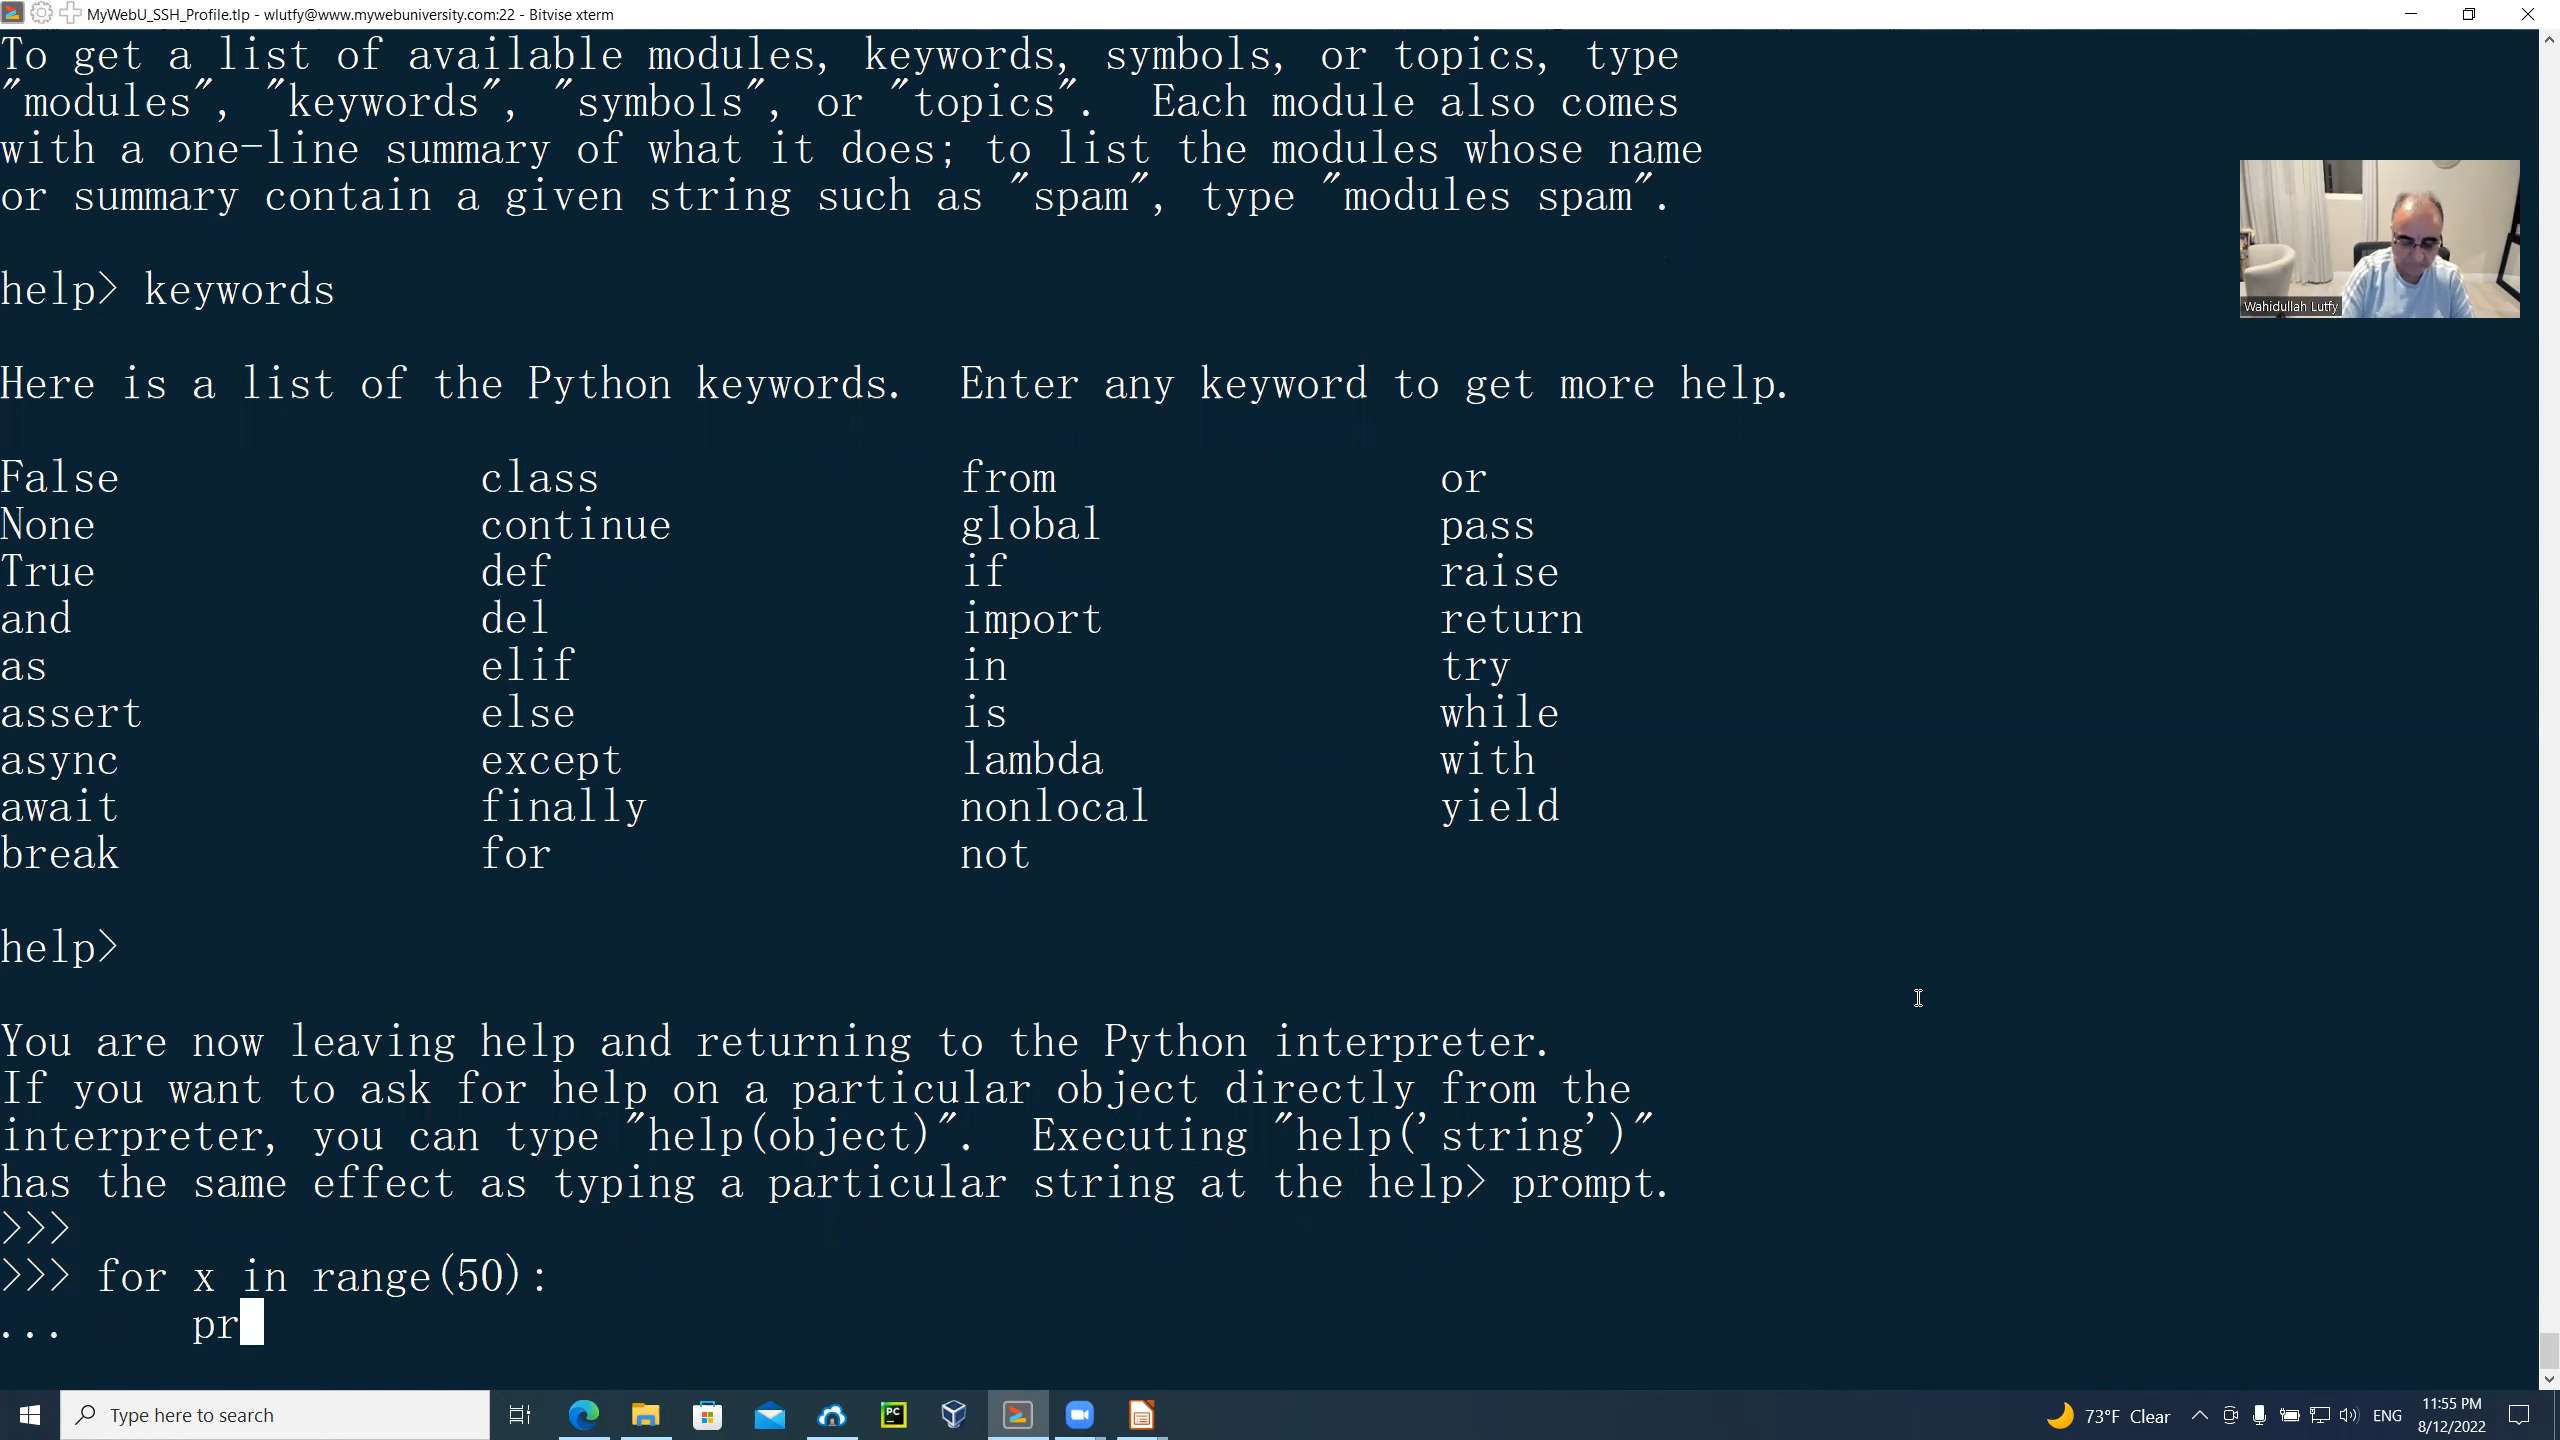 MyWebU_SSH_Profile.tlp - wlutfy@www.mywebuniversity.com:22 - Bitvise xterm
To get a list of available modules, keywords, symbols, or topics, type
"modules", "keywords", "symbols", or "topics".  Each module also comes
with a one-line summary of what it does; to list the modules whose name
or summary contain a given string such as "spam", type "modules spam".
Wahidullah Lutfy
help> keywords
Here is a list of the Python keywords.  Enter any keyword to get more help.
False class from or
None continue global pass
True def if raise
and del import return
as elif in try
assert else is while
async except lambda with
await finally nonlocal yield
break for not
help>
You are now leaving help and returning to the Python interpreter.
If you want to ask for help on a particular object directly from the
interpreter, you can type "help(object)".  Executing "help('string')"
has the same effect as typing a particular string at the help> prompt.
>>>
>>> for x in range(50):
...     pr
Type here to search
PC
73°F Clear
ENG
11:55 PM
8/12/2022